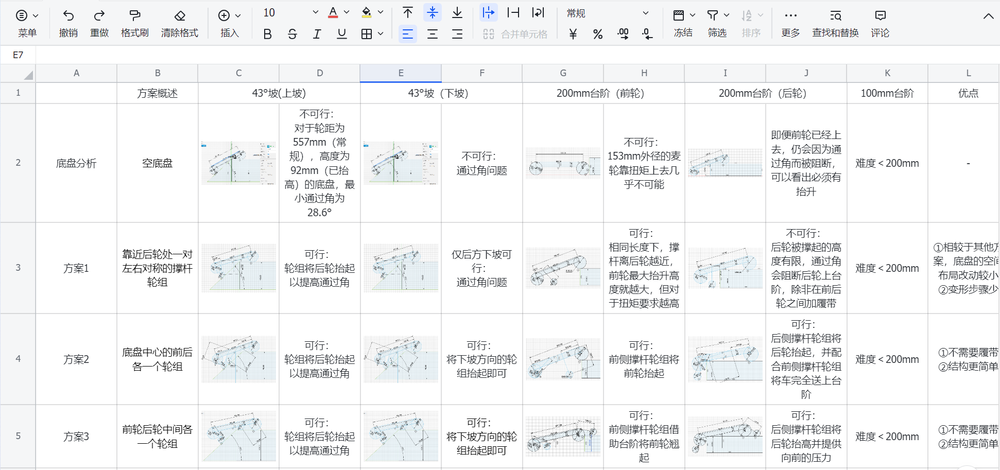 菜单
撤销
重做
格式刷
清除格式
插入
10
合并单元格
常规
冻结
筛选
排序
更多
查找和替换
评论
E7
A B C D E F G H I J K L
1
方案概述
43°坡(上坡)
43°坡（下坡）
200mm台阶（前轮）
200mm台阶（后轮）
100mm台阶
优点
2
底盘分析
空底盘
不可行：
对于轮距为
557mm（常
规），高度为
92mm（已抬
高）的底盘，最
小通过角为
28.6°
不可行：
通过角问题
不可行：
153mm外径的麦
轮靠扭矩上去几
乎不可能
即便前轮已经上
去，仍会因为通
过角而被阻断，
可以看出必须有
抬升
难度＜200mm
-
3
方案1
靠近后轮处一对
左右对称的撑杆
轮组
可行：
轮组将后轮抬起
以提高通过角
仅后方下坡可
行：
通过角问题
可行：
相同长度下，撑
杆离后轮越近，
前轮最大抬升高
度就越大，但对
于扭矩要求越高
不可行：
后轮被撑起的高
度有限，通过角
会阻断后轮上台
阶，除非在前后
轮之间加履带
难度＜200mm
①相较于其他方
案，底盘的空间
布局改动较小
②变形步骤少
4
方案2
底盘中心的前后
各一个轮组
可行：
轮组将后轮抬起
以提高通过角
可行：
将下坡方向的轮
组抬起即可
可行：
前侧撑杆轮组将
前轮抬起
可行：
后侧撑杆轮组将
后轮抬起，并配
合前侧撑杆轮组
将车完全送上台
阶
难度＜200mm
①不需要履带
②结构更简单
5
方案3
前轮后轮中间各
一个轮组
可行：
轮组将后轮抬起
以提高通过角
可行：
将下坡方向的轮
组抬起即可
可行：
前侧撑杆轮组借
助台阶将前轮翘
起
可行：
后侧撑杆轮组将
后轮抬高并提供
向前的压力
难度＜200mm
①不需要履带
②结构更简单